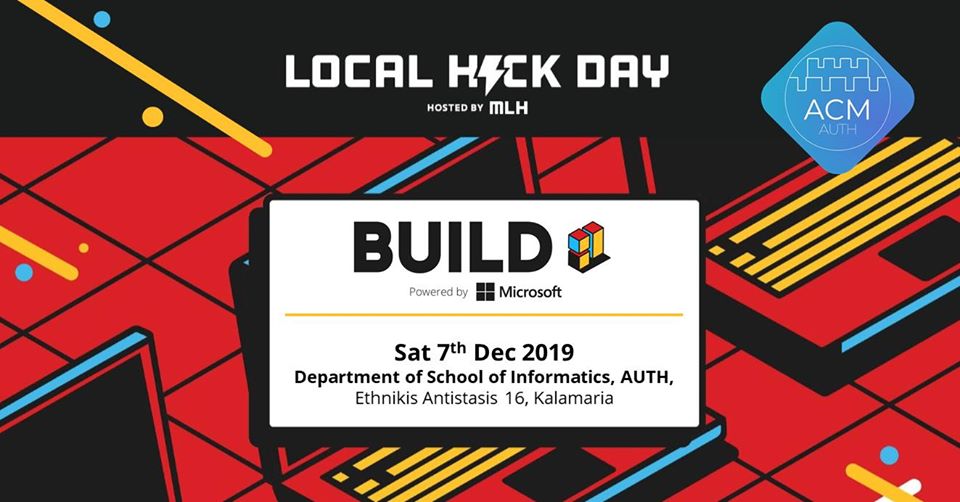 LOCAL HACK DAY
HOSTED BY MLH
ACM
AUTH
BUILD
Powered by Microsoft
Sat 7th Dec 2019
Department of School of Informatics, AUTH,
Ethnikis Antistasis 16, Kalamaria